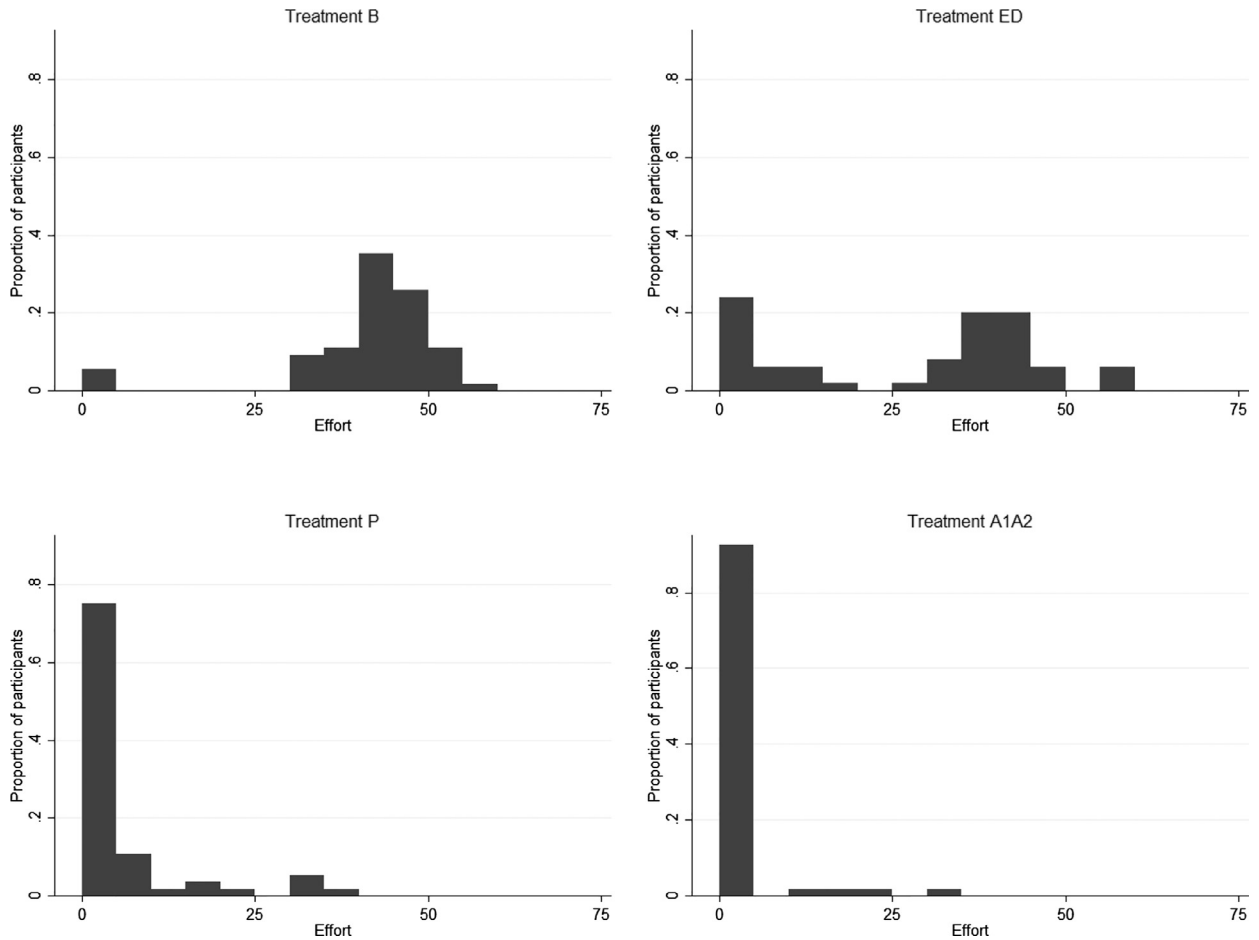 Treatment B
Proportion of participants
.8
.6
.4
.2
0
0 25 50 75
Effort
Treatment ED
Proportion of participants
.8
.6
.4
.2
0
0 25 50 75
Effort
Treatment P
Proportion of participants
.8
.6
.4
.2
0
0 25 50 75
Effort
Treatment A1A2
Proportion of participants
.8
.6
.4
.2
0
0 25 50 75
Effort